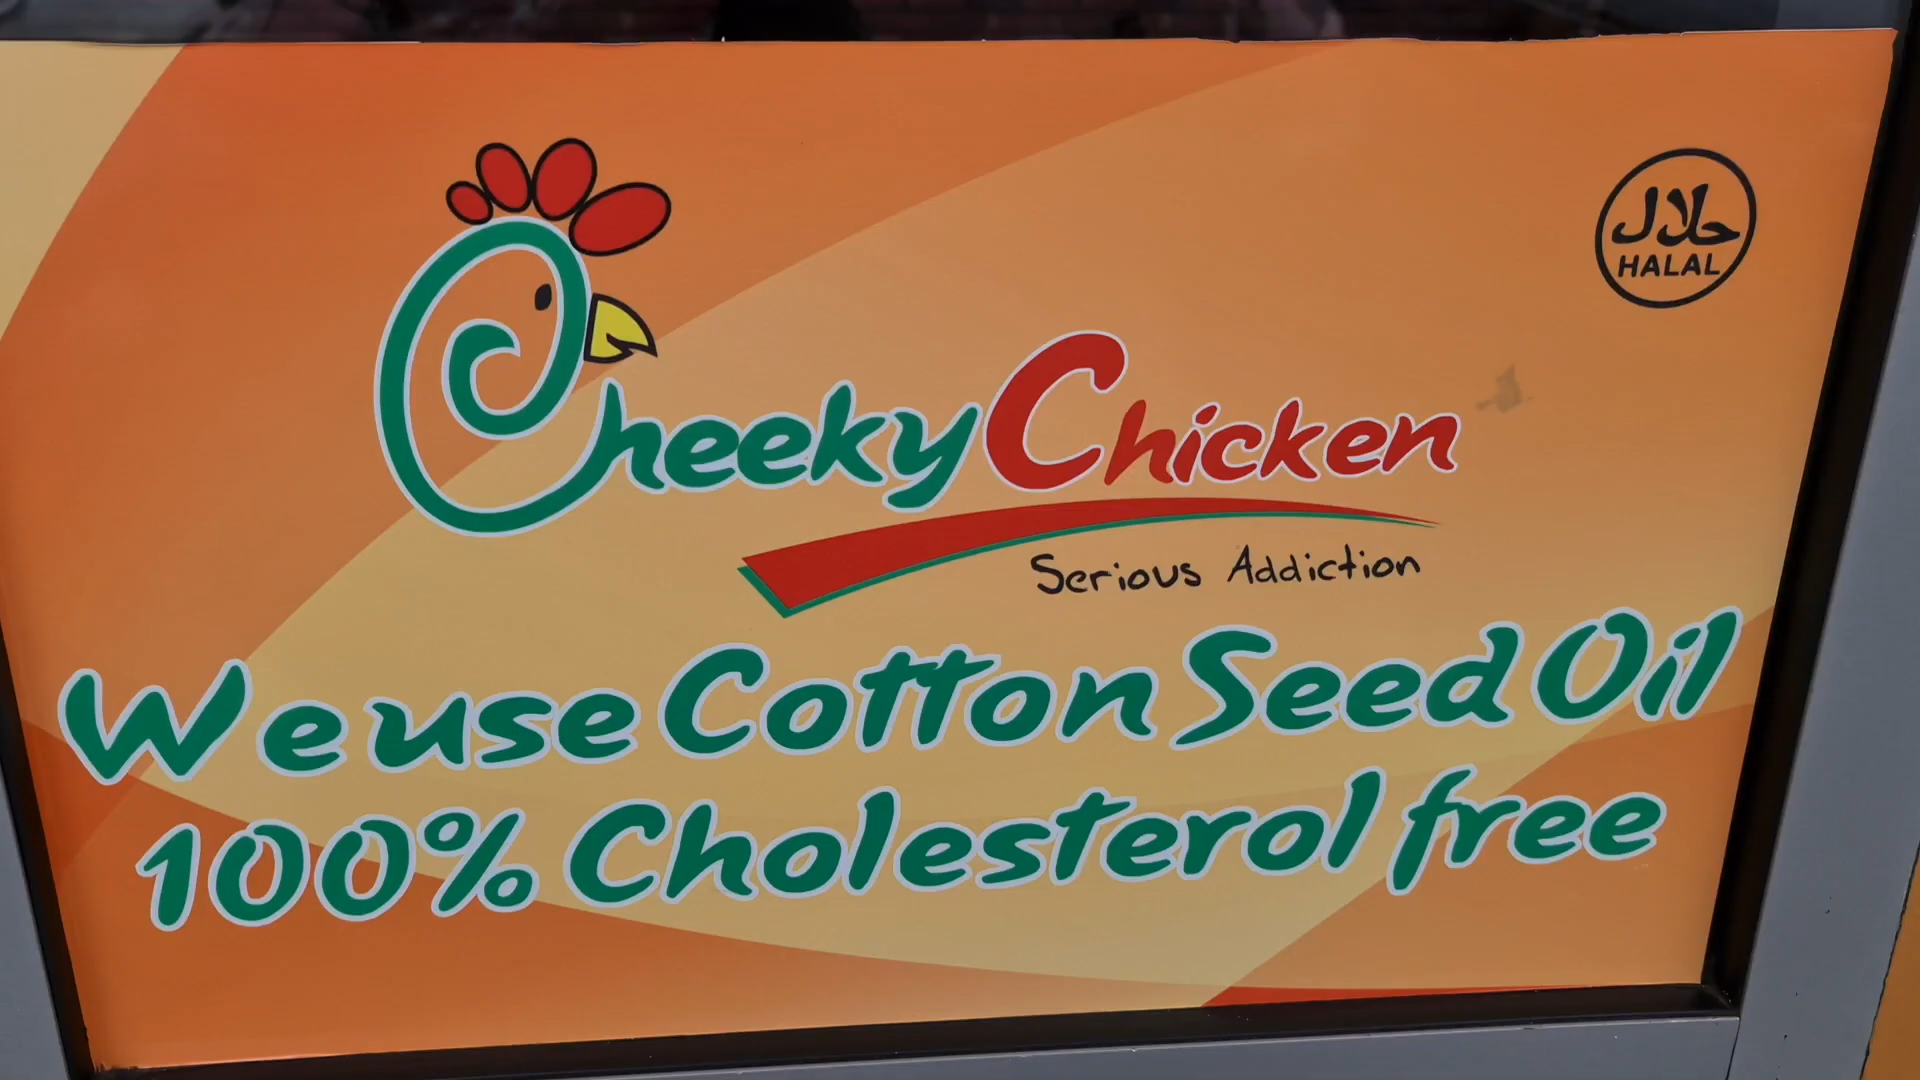 حلال
HALAL
Cheeky Chicken
Serious Addiction
We use Cotton Seed Oil
100% Cholesterol free